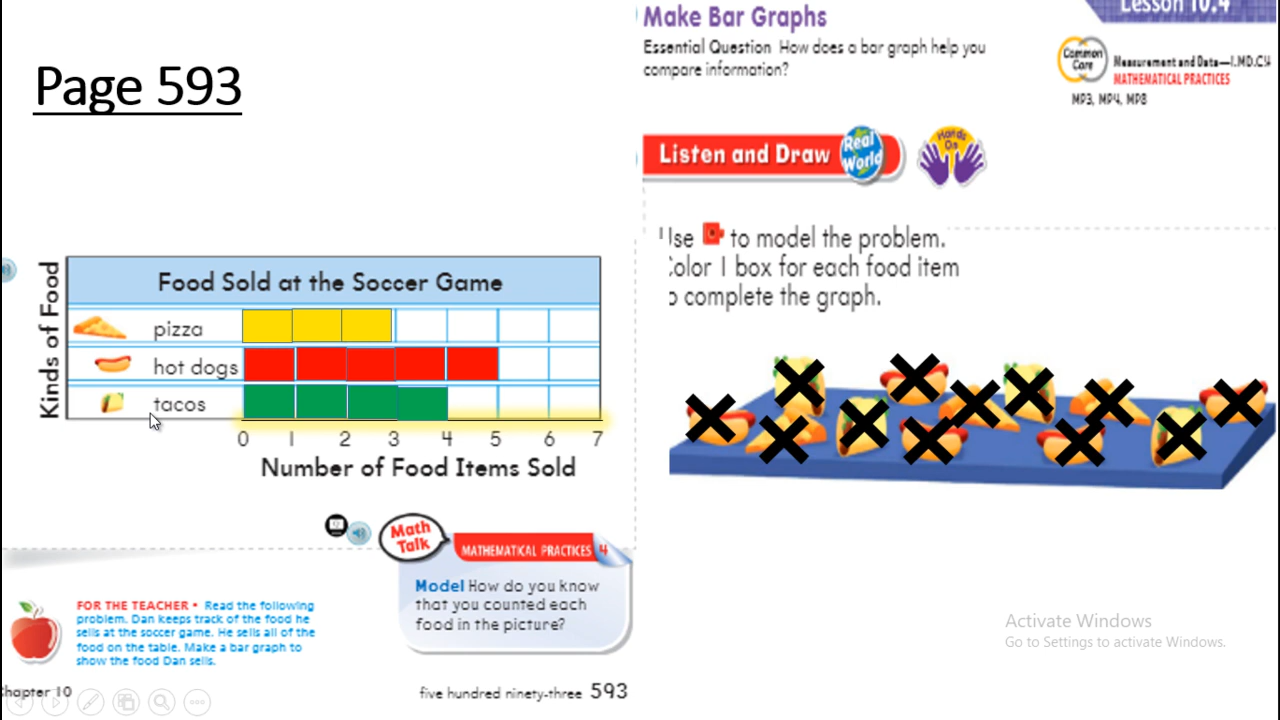 Page 593
Food Sold at the Soccer Game
Kinds of Food
pizza
hot dogs
tacos
0 1 2 3 4 5 6 7
Number of Food Items Sold
Math
Talk
MATHEMATICAL PRACTICES 4
Model How do you know
that you counted each
food in the picture?
FOR THE TEACHER • Read the following
problem. Dan keeps track of the food he
sells at the soccer game. He sells all of the
food on the table. Make a bar graph to
show the food Dan sells.
Chapter 10
five hundred ninety-three 593
Make Bar Graphs
Lesson 10.4
Essential Question How does a bar graph help you
compare information?
Common
Core
Measurement and Data—1.MD.C.4
MATHEMATICAL PRACTICES
MP3, MP4, MP8
Listen and Draw
Real
World
Hands
On
Use to model the problem.
Color 1 box for each food item
to complete the graph.
Activate Windows
Go to Settings to activate Windows.